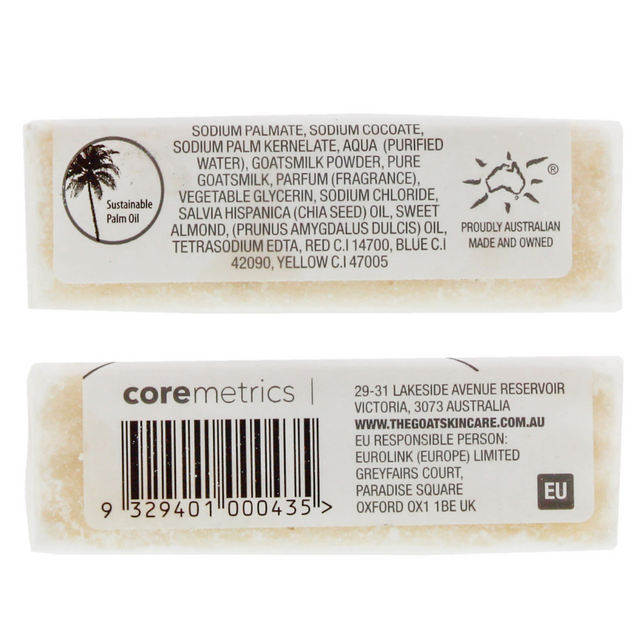 SODIUM PALMATE, SODIUM COCOATE,
SODIUM PALM KERNELATE, AQUA (PURIFIED
WATER), GOATSMILK POWDER, PURE
GOATSMILK, PARFUM (FRAGRANCE),
VEGETABLE GLYCERIN, SODIUM CHLORIDE,
SALVIA HISPANICA (CHIA SEED) OIL, SWEET
ALMOND, (PRUNUS AMYGDALUS DULCIS) OIL,
TETRASODIUM EDTA, RED C.I 14700, BLUE C.I
42090, YELLOW C.I 47005
Sustainable
Palm Oil
®
PROUDLY AUSTRALIAN
MADE AND OWNED
coremetrics |
9 329401 000435 >
29-31 LAKESIDE AVENUE RESERVOIR
VICTORIA, 3073 AUSTRALIA
WWW.THEGOATSKINCARE.COM.AU
EU RESPONSIBLE PERSON:
EUROLINK (EUROPE) LIMITED
GREYFAIRS COURT,
PARADISE SQUARE
OXFORD OX1 1BE UK
EU